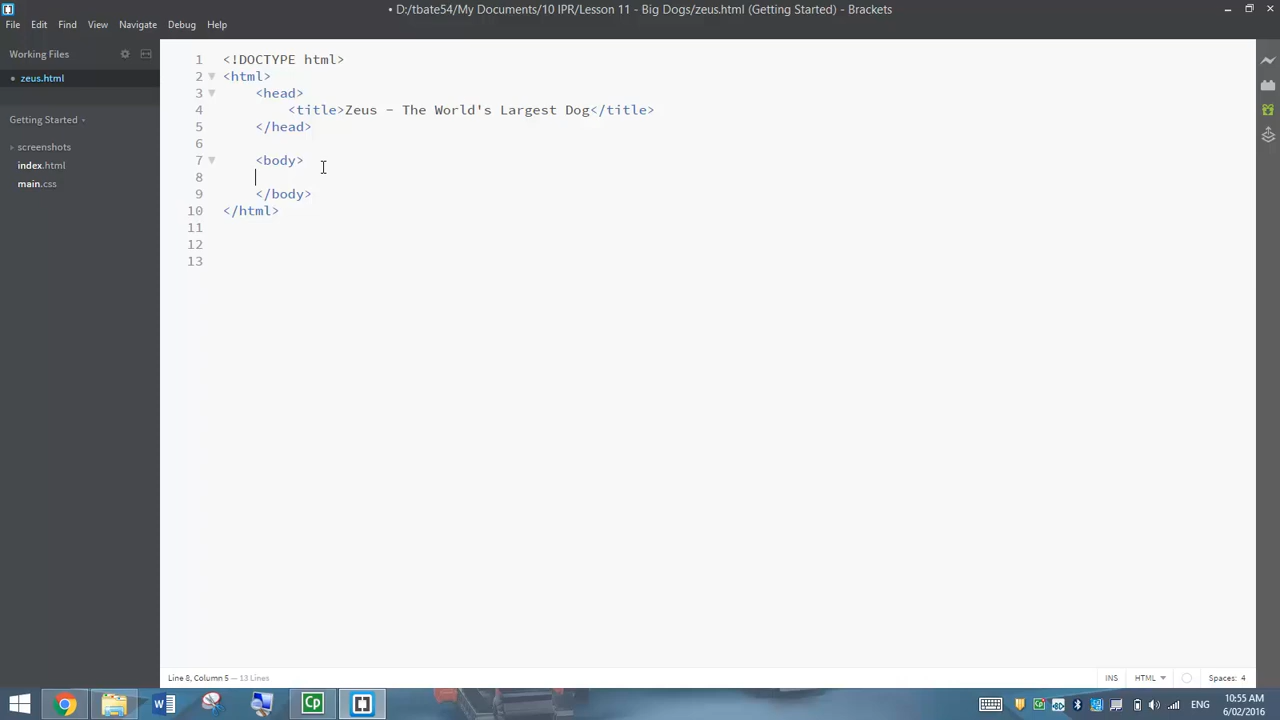 • D:/tbate54/My Documents/10 IPR/Lesson 11 - Big Dogs/zeus.html (Getting Started) - Brackets
File Edit Find View Navigate Debug Help
Working Files
• zeus.html
Getting Started
screenshots
index.html
main.css
1 <!DOCTYPE html>
2 <html>
3 <head>
4 <title>Zeus - The World's Largest Dog</title>
5 </head>
6
7 <body>
8
9 </body>
10 </html>
11
12
13
Line 8, Column 5 — 13 Lines
INS HTML Spaces: 4
W Cp ENG 10:55 AM
6/02/2016